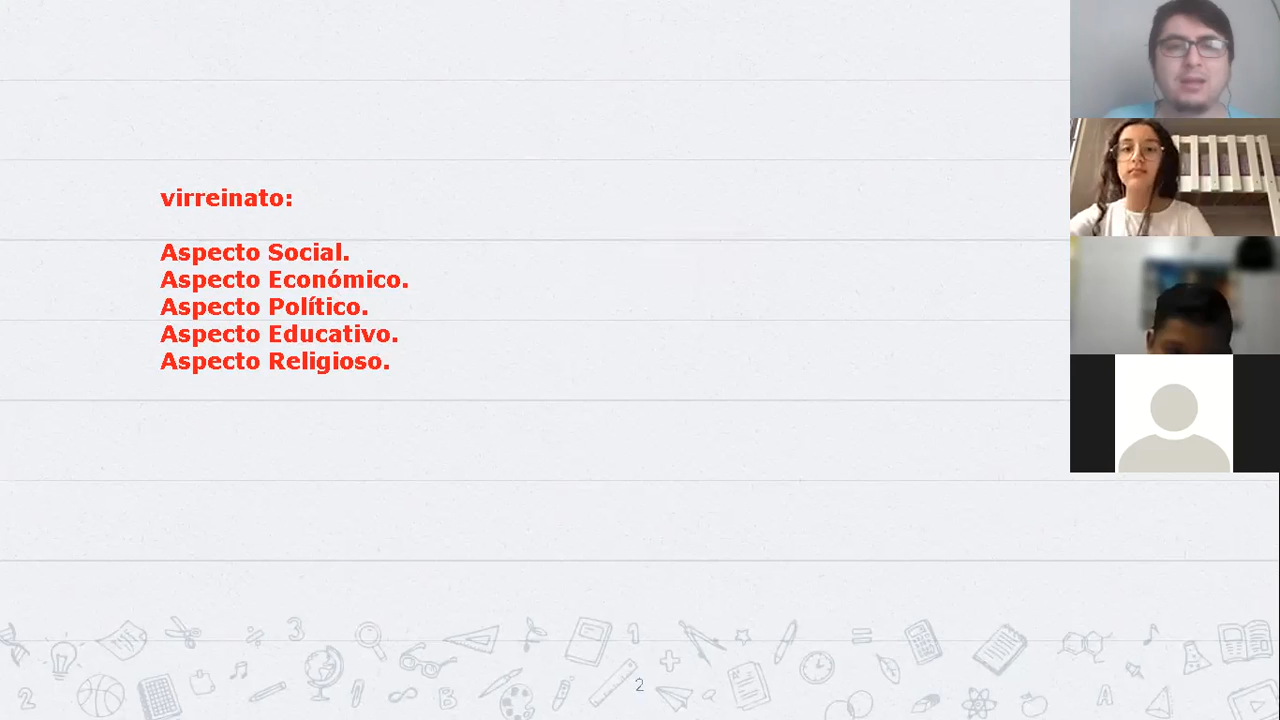 virreinato:
Aspecto Social.
Aspecto Económico.
Aspecto Político.
Aspecto Educativo.
Aspecto Religioso.
2